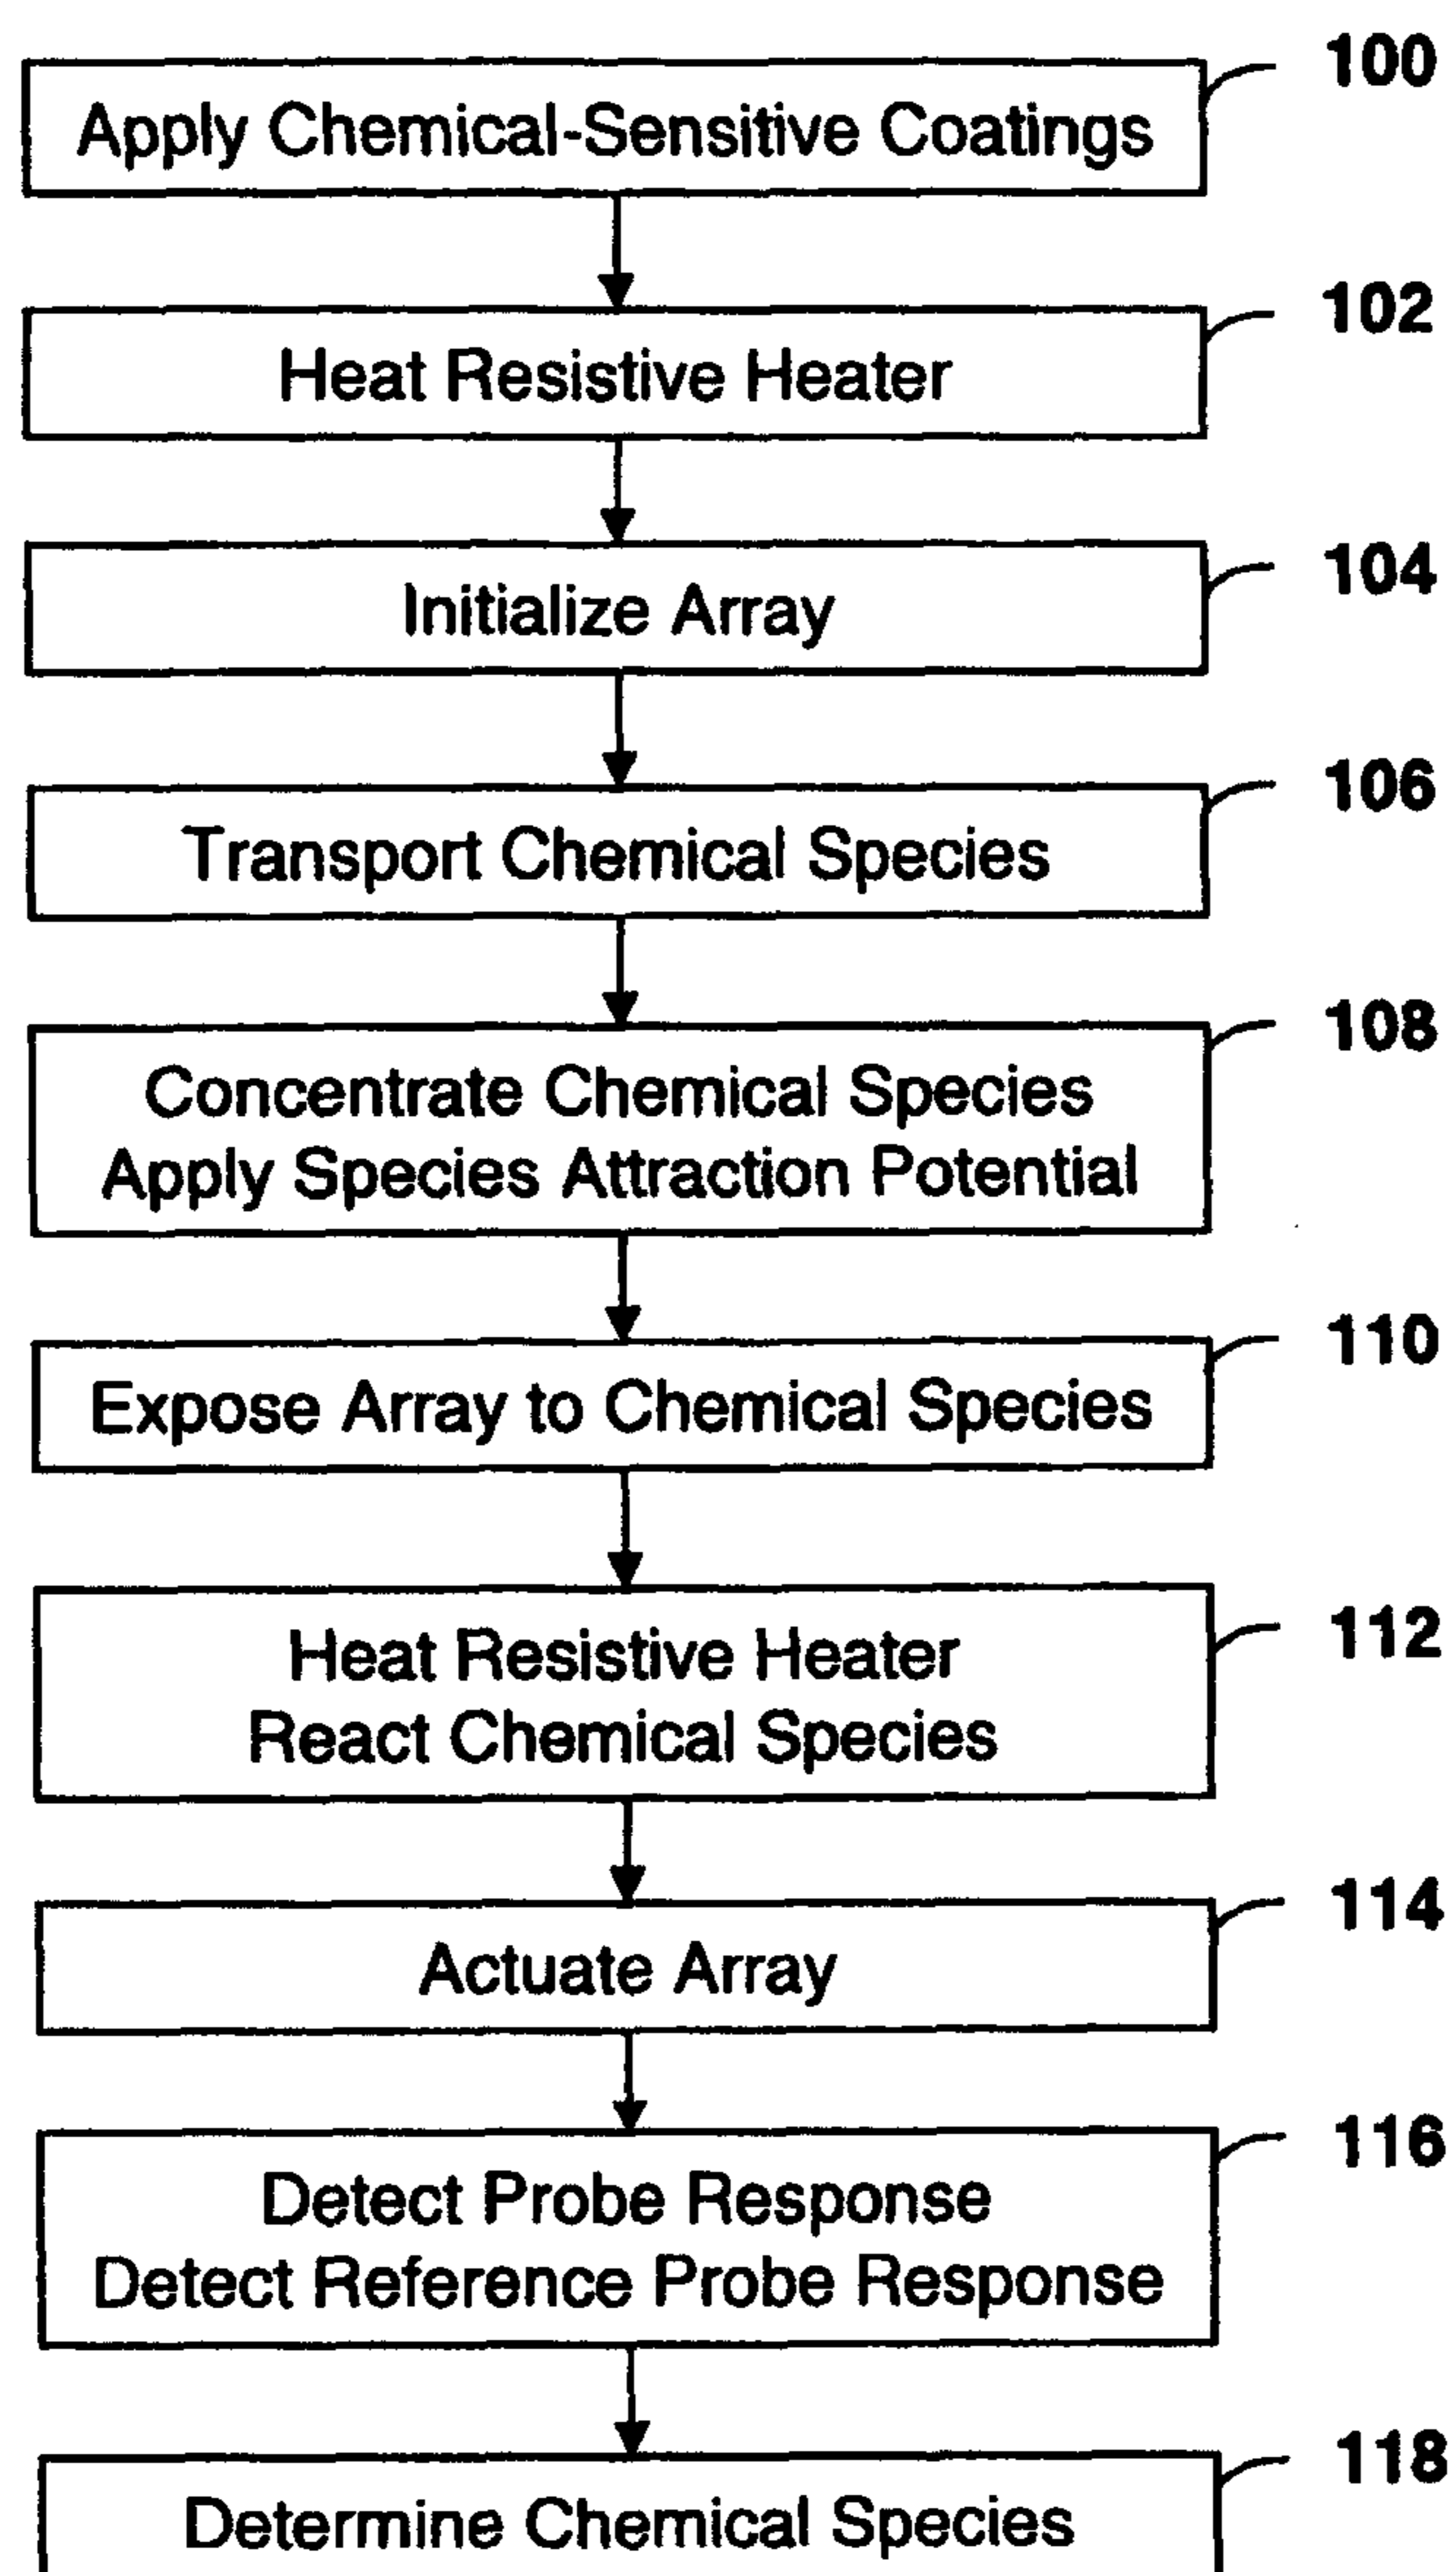 100
Apply Chemical-Sensitive Coatings
102
Heat Resistive Heater
104
Initialize Array
106
Transport Chemical Species
108
Concentrate Chemical Species
Apply Species Attraction Potential
110
Expose Array to Chemical Species
112
Heat Resistive Heater
React Chemical Species
114
Actuate Array
116
Detect Probe Response
Detect Reference Probe Response
118
Determine Chemical Species